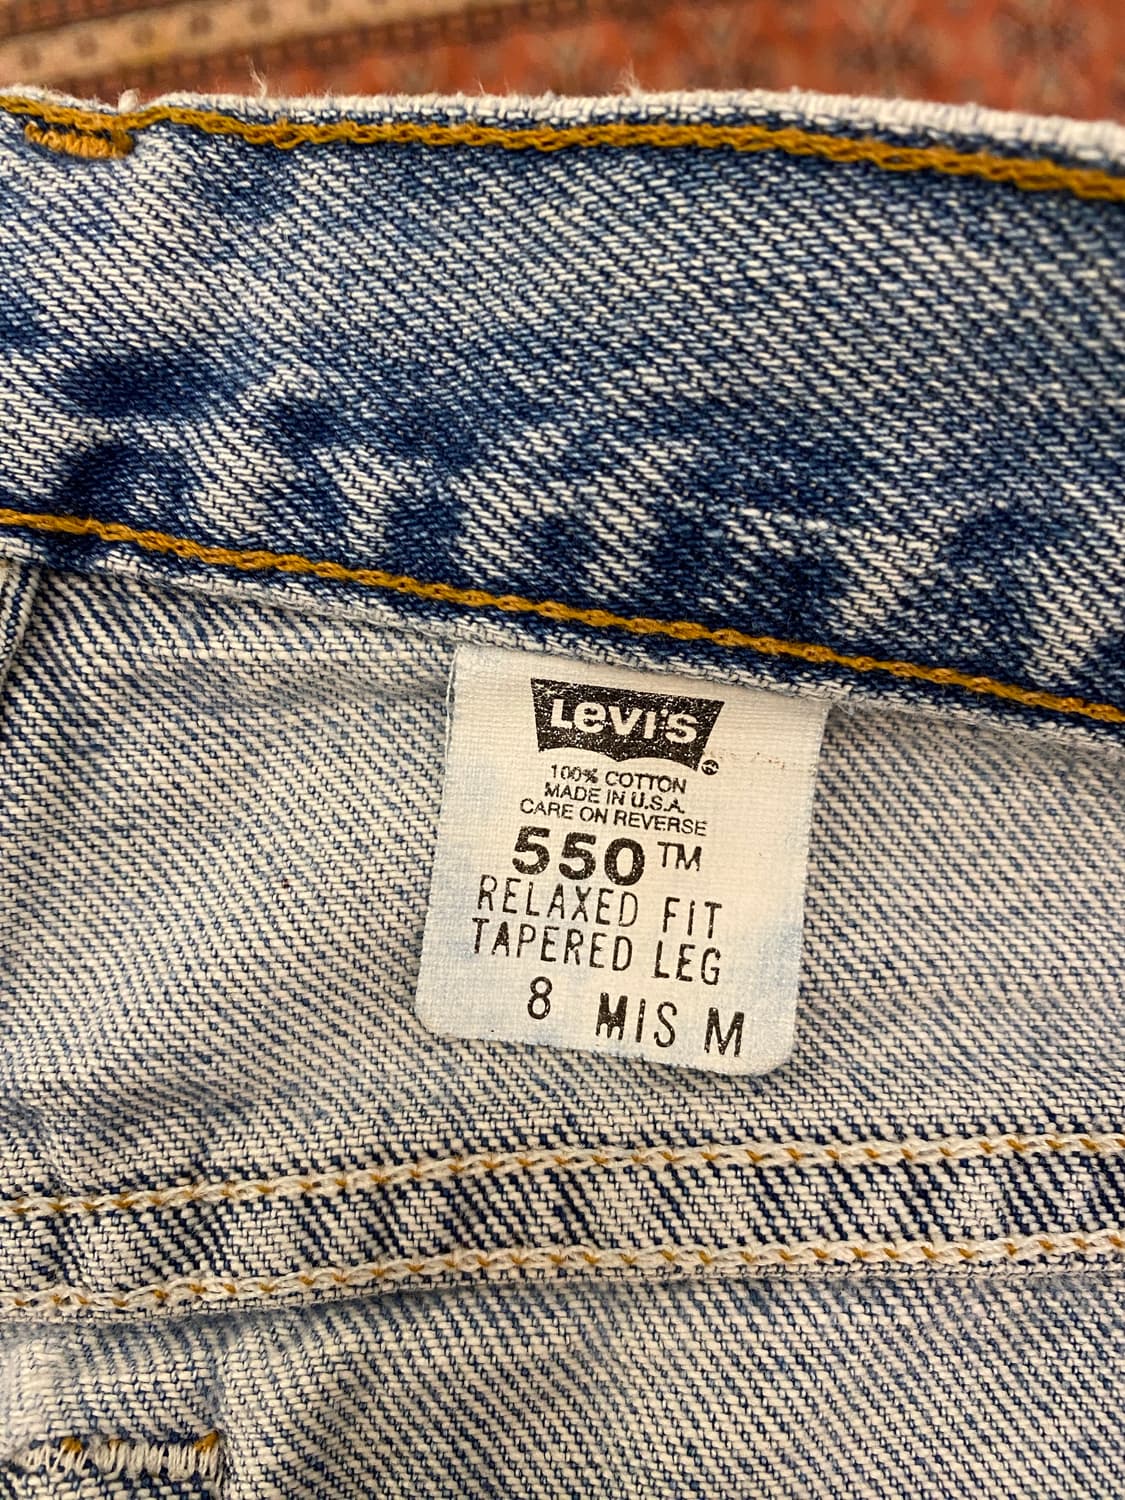 Levi's
100% COTTON
MADE IN U.S.A.
CARE ON REVERSE
550™
RELAXED FIT
TAPERED LEG
8 MIS M